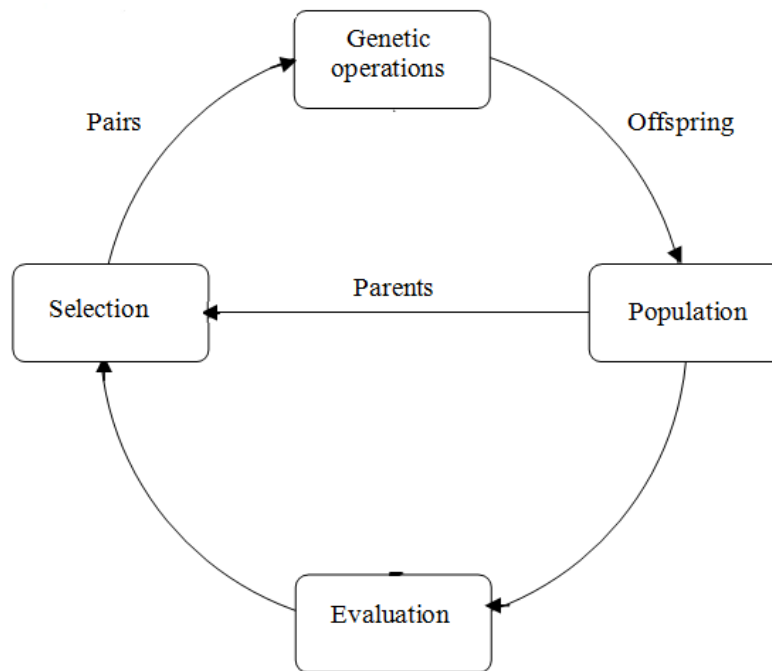 Genetic
operations
Pairs
Offspring
Selection
Parents
Population
Evaluation